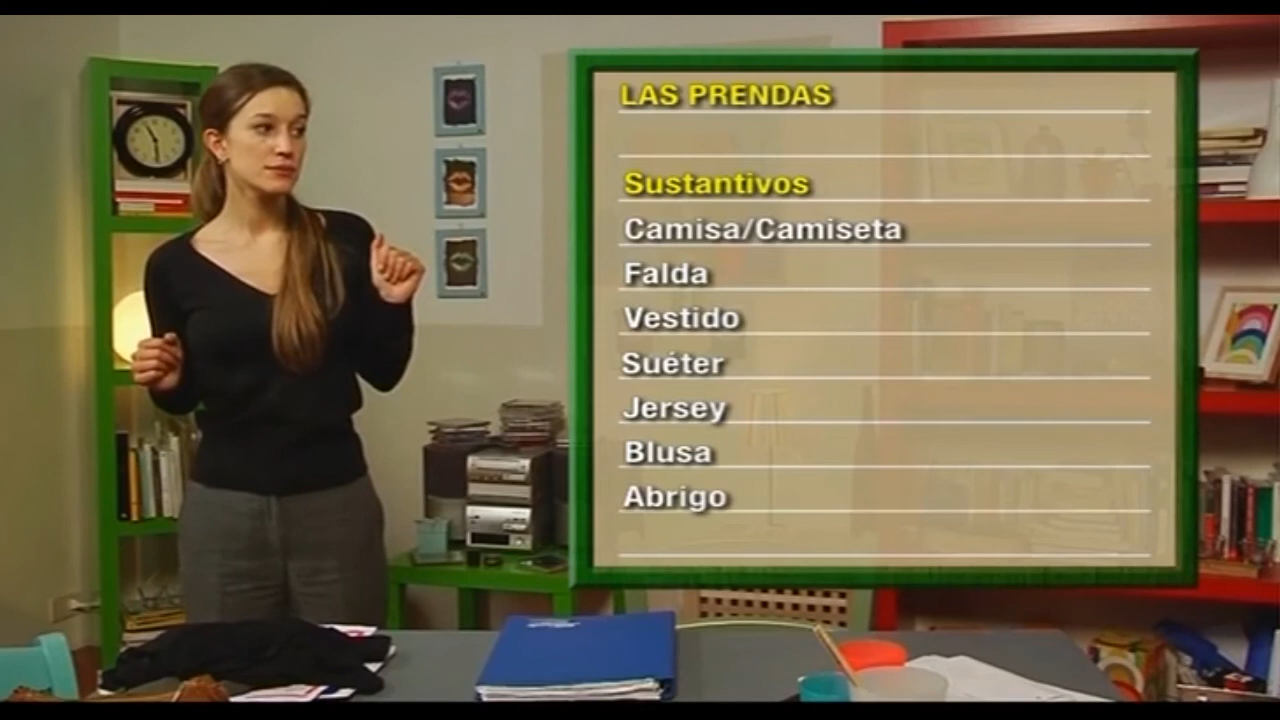 LAS PRENDAS
Sustantivos
Camisa/Camiseta
Falda
Vestido
Suéter
Jersey
Blusa
Abrigo